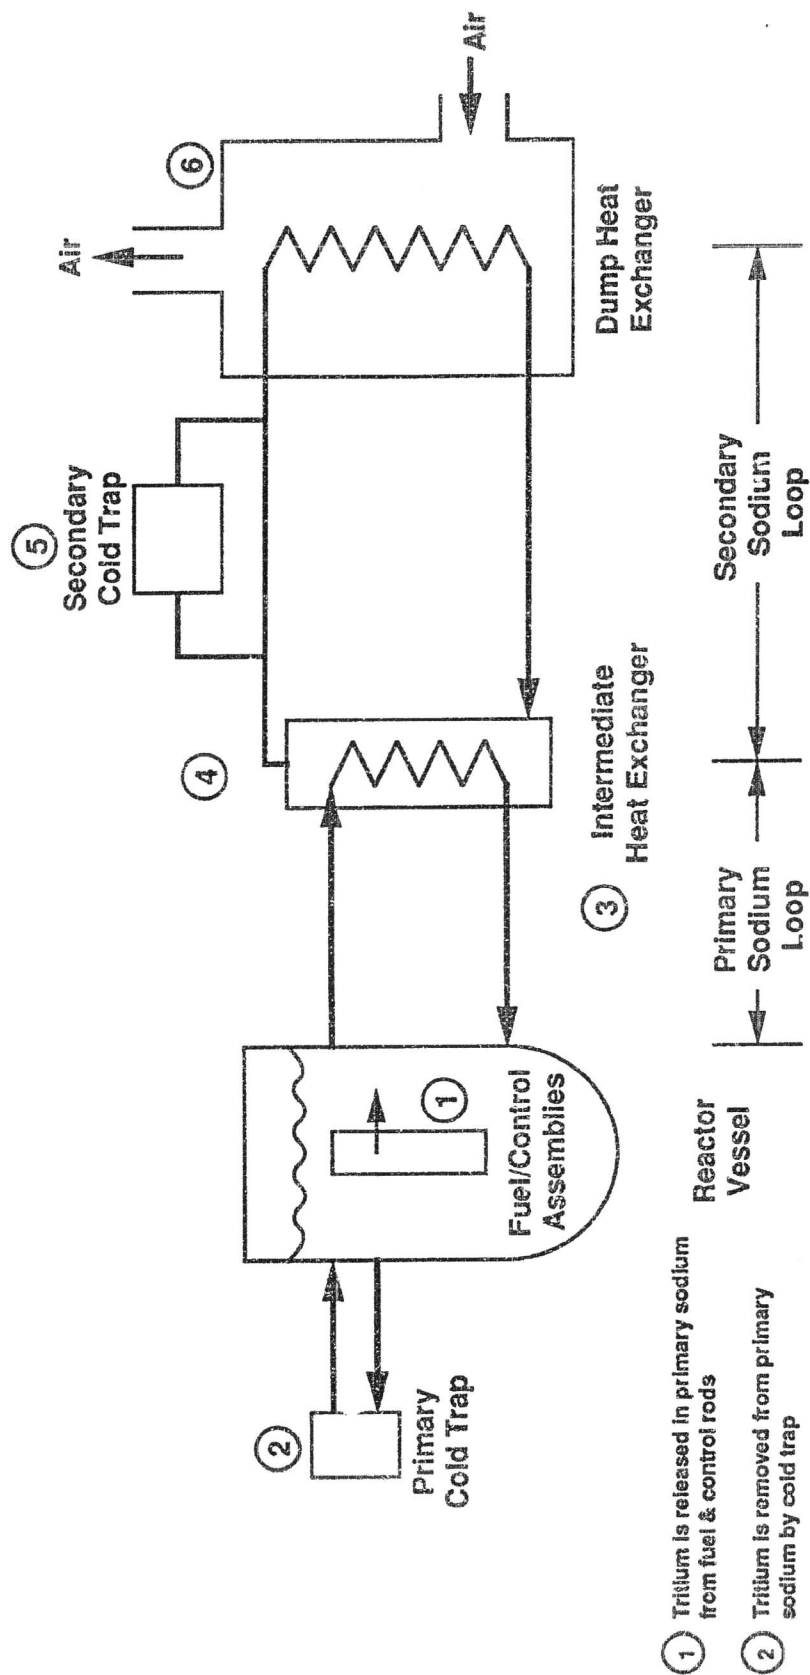 Air
Air
6
5
Secondary
Cold Trap
4
Dump Heat
Exchanger
3
Intermediate
Heat Exchanger
2
Primary
Cold Trap
1
Fuel/Control
Assemblies
Reactor
Vessel
Primary
Sodium
Loop
Secondary
Sodium
Loop
1 Tritium is released in primary sodium
from fuel & control rods
2 Tritium is removed from primary
sodium by cold trap